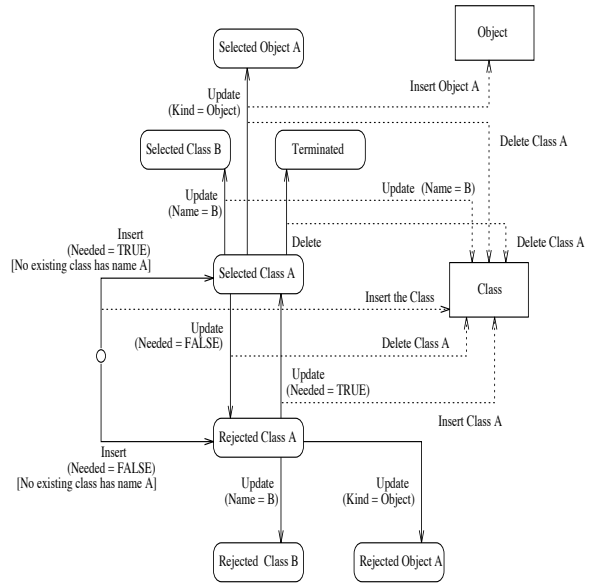 Selected Object A
Object
Update
(Kind = Object)
Insert Object A
Delete Class A
Selected Class B
Terminated
Update
(Name = B)
Update (Name = B)
Insert
(Needed = TRUE)
[No existing class has name A]
Delete
Delete Class A
Selected Class A
Class
Insert the Class
Update
(Needed = FALSE)
Delete Class A
Update
(Needed = TRUE)
Insert Class A
Rejected Class A
Insert
(Needed = FALSE)
[No existing class has name A]
Update
(Name = B)
Update
(Kind = Object)
Rejected Class B
Rejected Object A